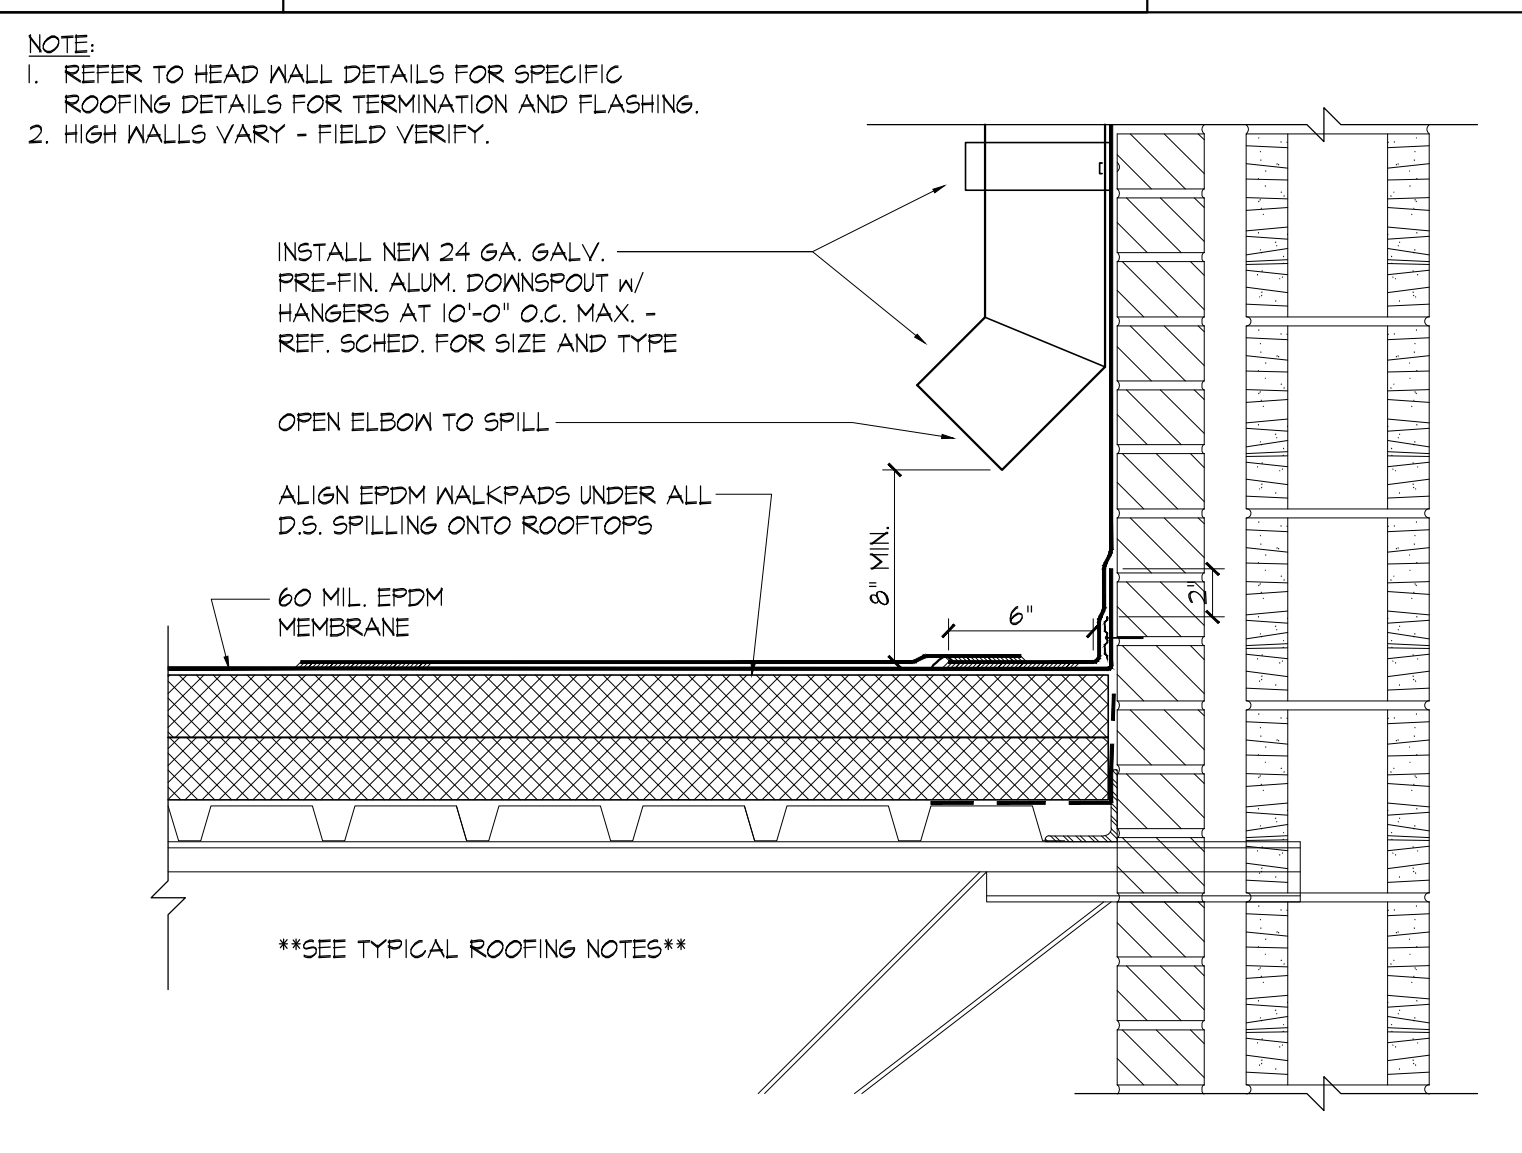 NOTE:
1. REFER TO HEAD WALL DETAILS FOR SPECIFIC
ROOFING DETAILS FOR TERMINATION AND FLASHING.
2. HIGH WALLS VARY - FIELD VERIFY.
INSTALL NEW 24 GA. GALV.
PRE-FIN. ALUM. DOWNSPOUT w/
HANGERS AT 10'-0" O.C. MAX. -
REF. SCHED. FOR SIZE AND TYPE
OPEN ELBOW TO SPILL
ALIGN EPDM WALKPADS UNDER ALL
D.S. SPILLING ONTO ROOFTOPS
60 MIL. EPDM
MEMBRANE
8" MIN.
6"
2"
**SEE TYPICAL ROOFING NOTES**